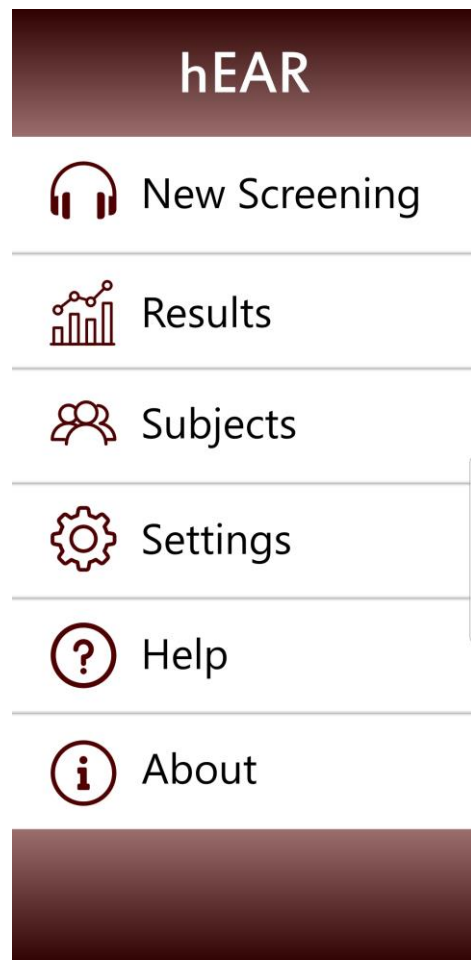 hEAR
New Screening
Results
Subjects
Settings
Help
About